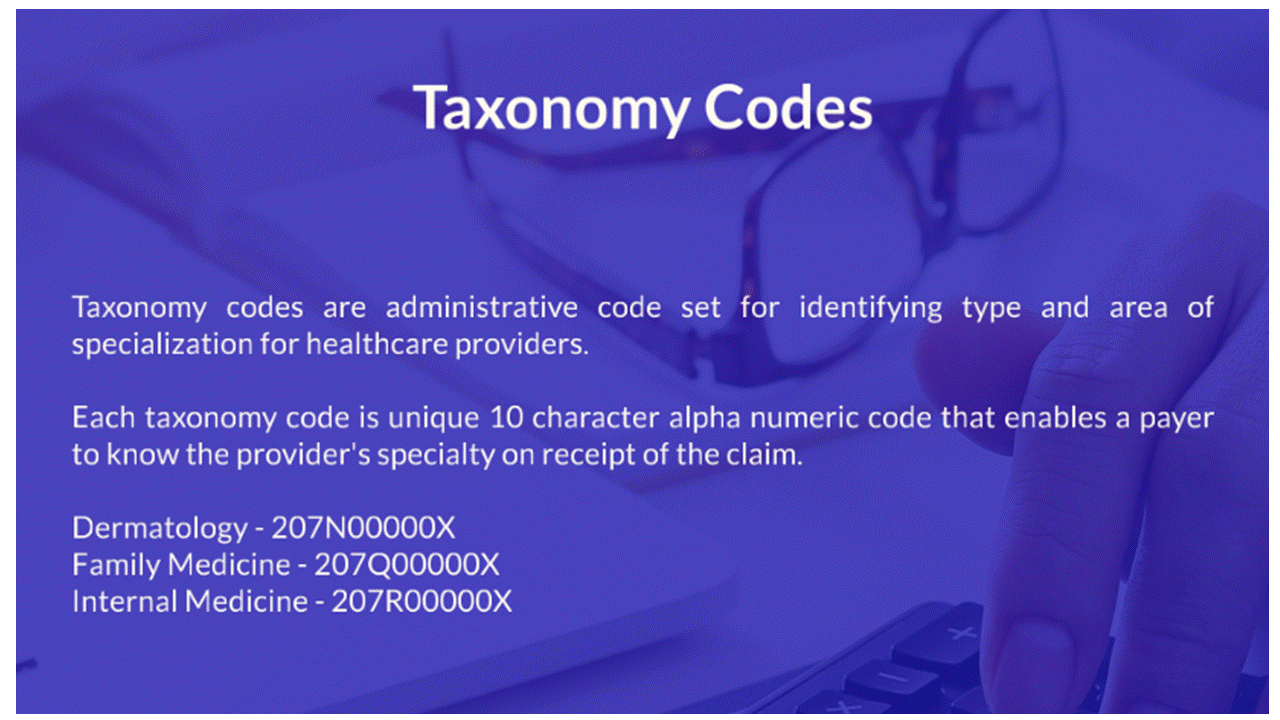 Taxonomy Codes
Taxonomy codes are administrative code set for identifying type and area of
specialization for healthcare providers.
Each taxonomy code is unique 10 character alpha numeric code that enables a payer
to know the provider's specialty on receipt of the claim.
Dermatology - 207N00000X
Family Medicine - 207Q00000X
Internal Medicine - 207R00000X